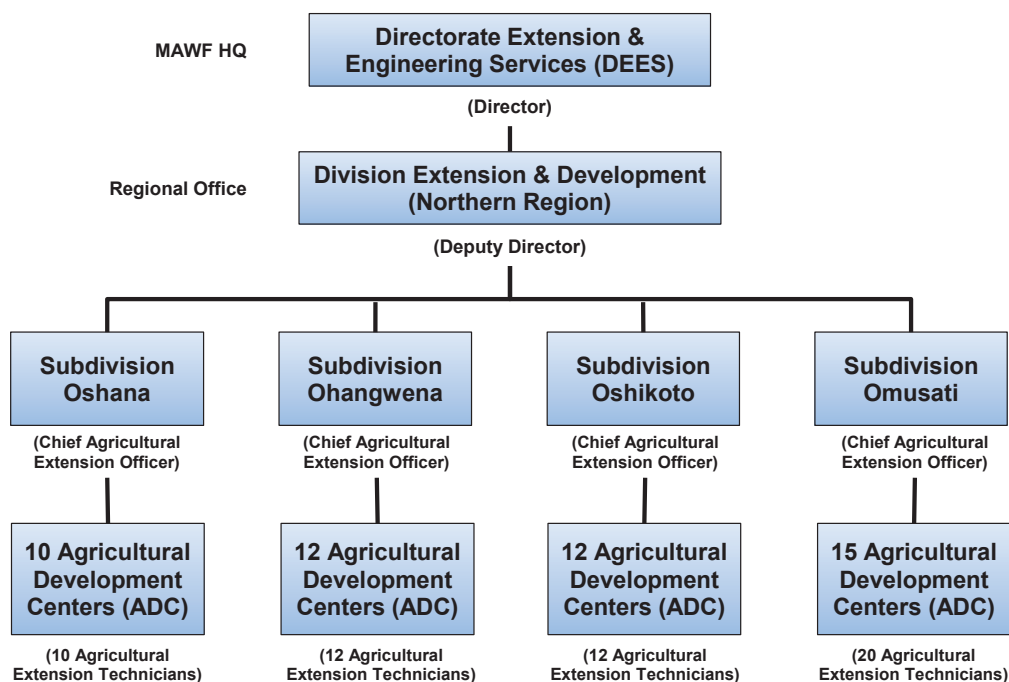 MAWF HQ
Directorate Extension &
Engineering Services (DEES)
(Director)
Regional Office
Division Extension & Development
(Northern Region)
(Deputy Director)
Subdivision
Oshana
Subdivision
Ohangwena
Subdivision
Oshikoto
Subdivision
Omusati
(Chief Agricultural
Extension Officer)
(Chief Agricultural
Extension Officer)
(Chief Agricultural
Extension Officer)
(Chief Agricultural
Extension Officer)
10 Agricultural
Development
Centers (ADC)
12 Agricultural
Development
Centers (ADC)
12 Agricultural
Development
Centers (ADC)
15 Agricultural
Development
Centers (ADC)
(10 Agricultural
Extension Technicians)
(12 Agricultural
Extension Technicians)
(12 Agricultural
Extension Technicians)
(20 Agricultural
Extension Technicians)